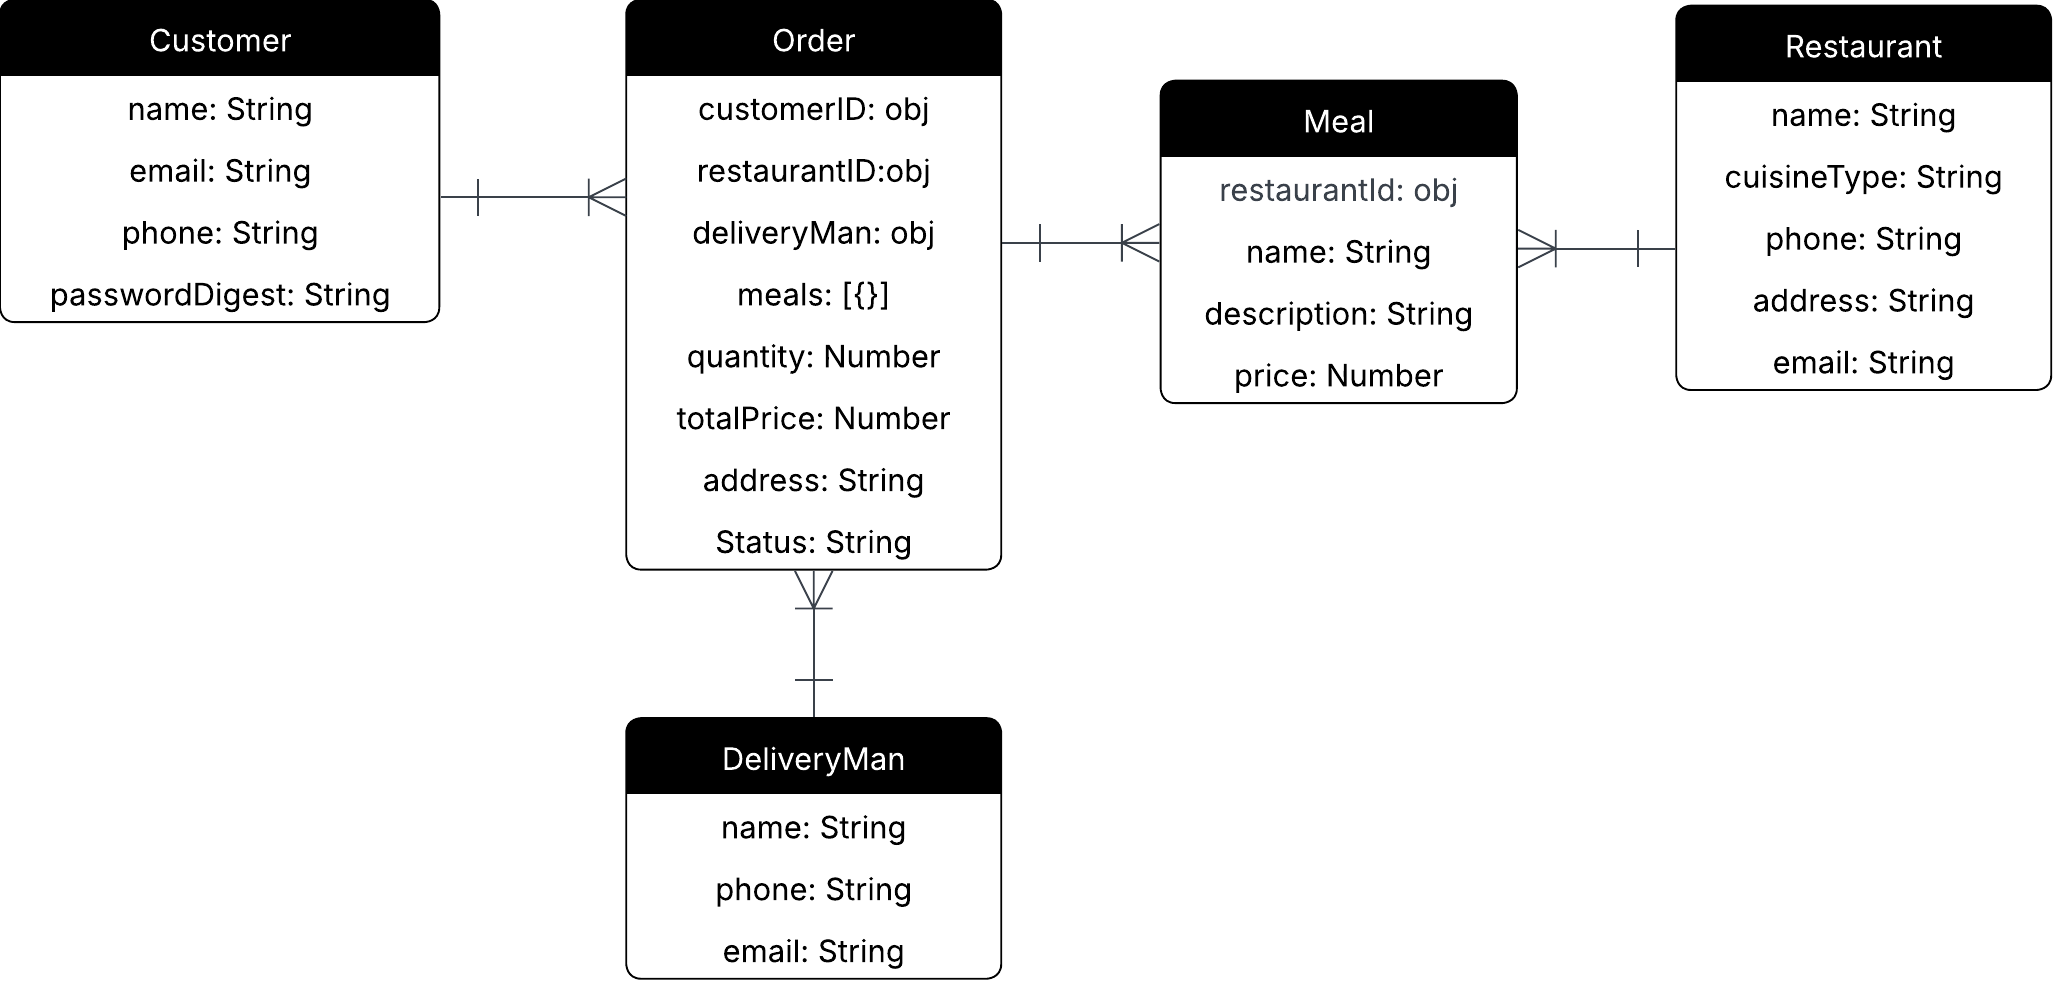 Customer
name: String
email: String
phone: String
passwordDigest: String
Order
customerID: obj
restaurantID:obj
deliveryMan: obj
meals: [{}]
quantity: Number
totalPrice: Number
address: String
Status: String
Meal
restaurantId: obj
name: String
description: String
price: Number
Restaurant
name: String
cuisineType: String
phone: String
address: String
email: String
DeliveryMan
name: String
phone: String
email: String